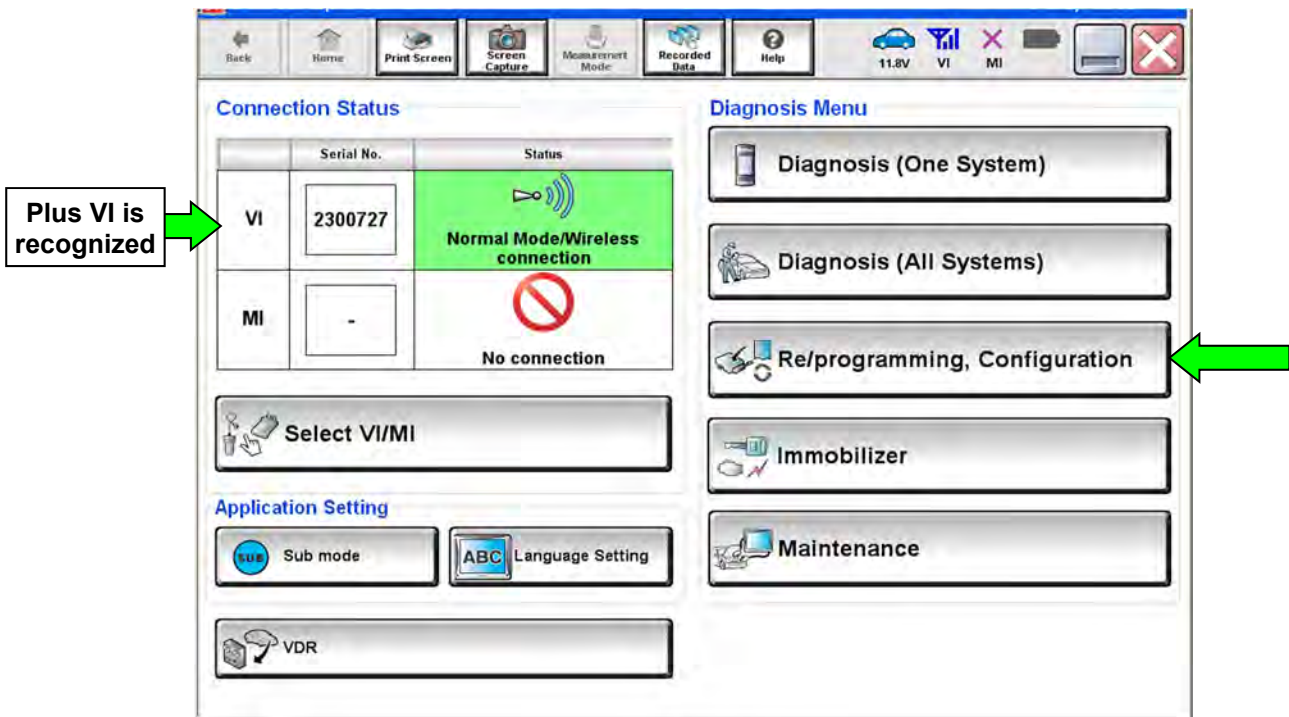 Back
Home
Print Screen
Screen
Capture
Measurement
Mode
Recorded
Data
Help
11.8V
VI
MI
Connection Status
Serial No.
Status
VI
2300727
Normal Mode/Wireless
connection
MI
-
No connection
Select VI/MI
Application Setting
SUB
Sub mode
ABC
Language Setting
VDR
Diagnosis Menu
Diagnosis (One System)
Diagnosis (All Systems)
Re/programming, Configuration
Immobilizer
Maintenance
Plus VI is
recognized